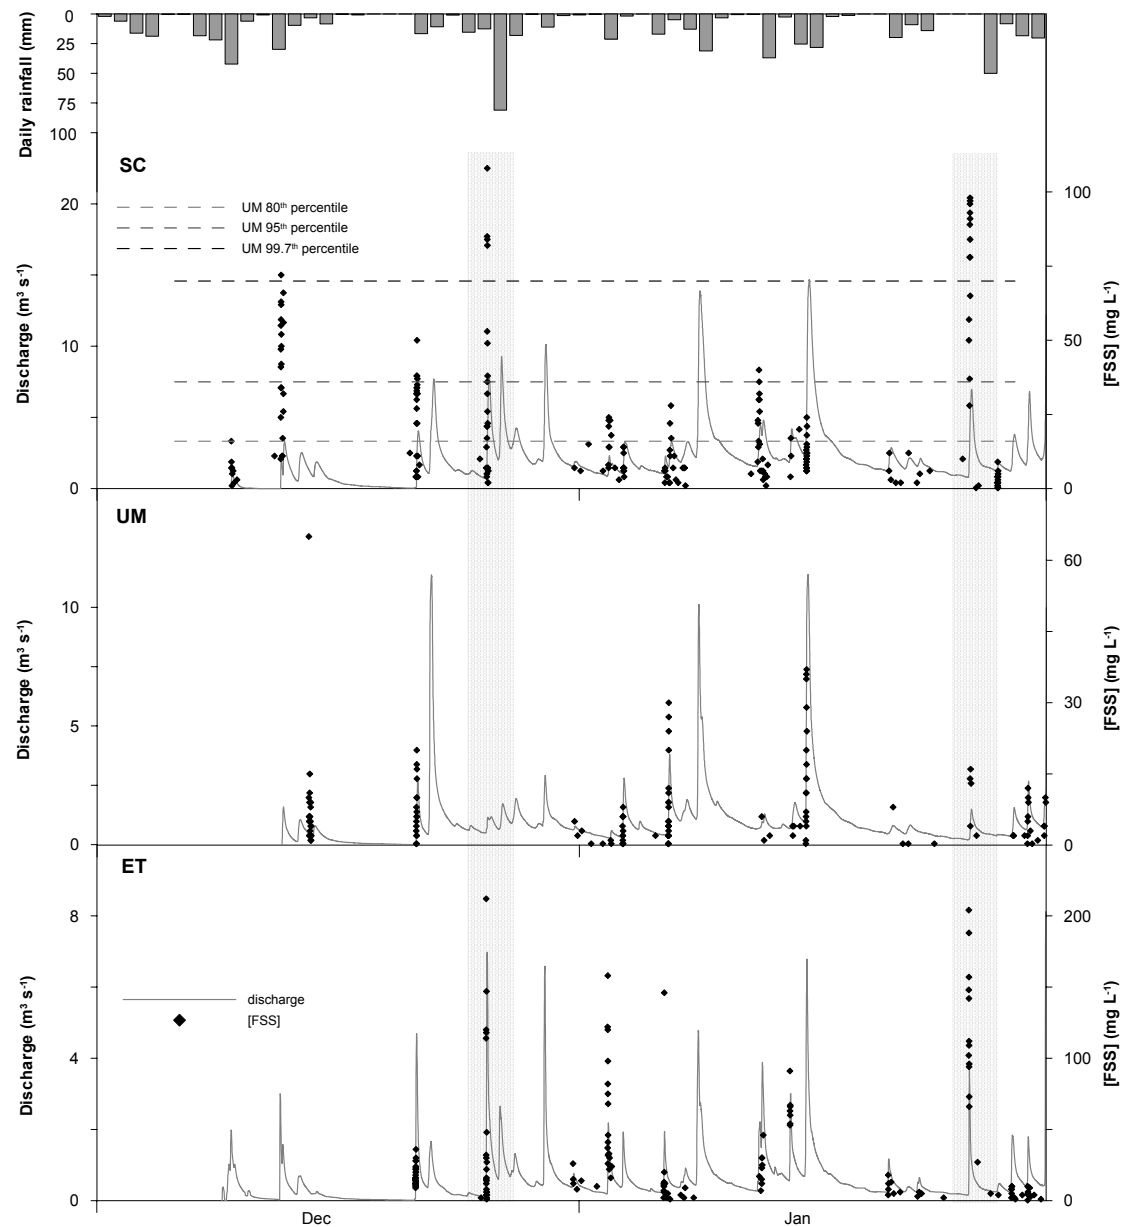 Daily rainfall (mm)
0
25
50
75
100
SC
UM 80th percentile
UM 95th percentile
UM 99.7th percentile
Discharge (m³ s-¹)
20
10
0
[FSS] (mg L-¹)
100
50
0
UM
Discharge (m³ s-¹)
10
5
0
[FSS] (mg L-¹)
60
30
0
ET
discharge
[FSS]
Discharge (m³ s-¹)
8
4
0
[FSS] (mg L-¹)
200
100
0
Dec
Jan